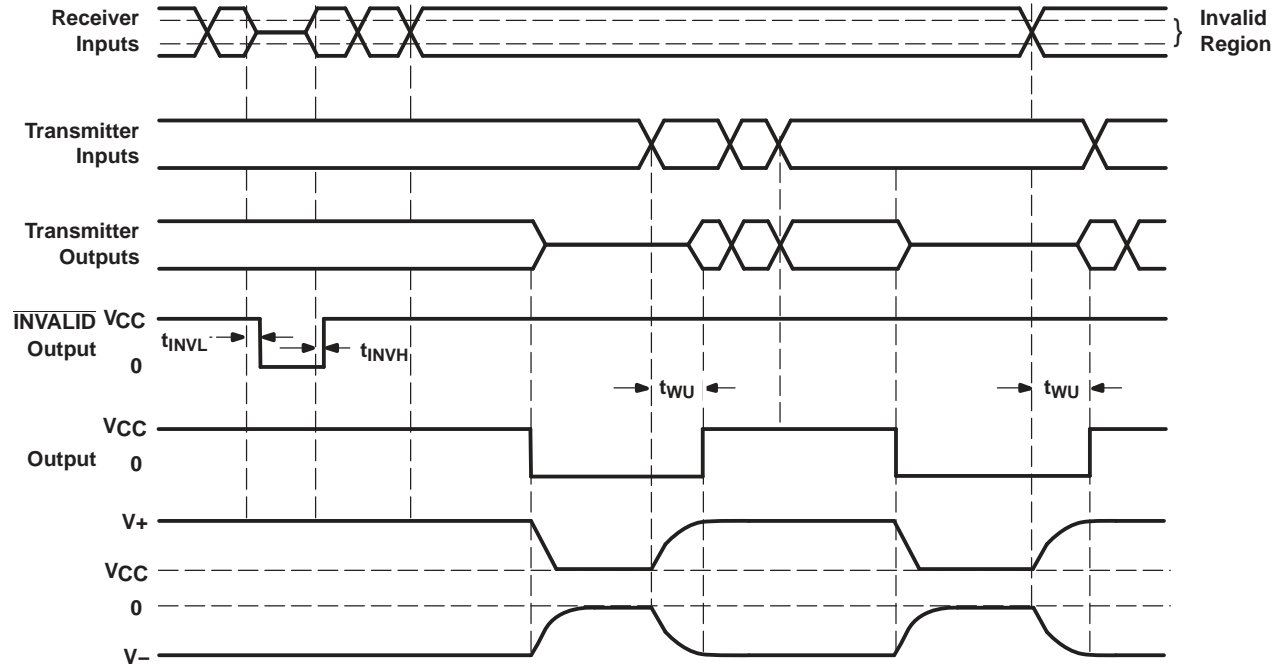 Receiver
Inputs
Invalid
Region
}
Transmitter
Inputs
Transmitter
Outputs
INVALID
Output
VCC
0
tINVL
tINVH
tWU
tWU
Output
VCC
0
V+
VCC
0
V–